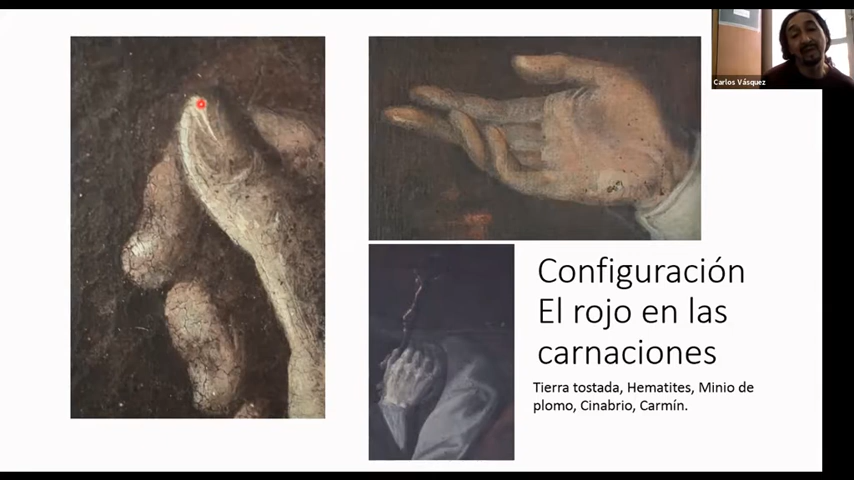 Carlos Vásquez
Configuración
El rojo en las
carnaciones
Tierra tostada, Hematites, Minio de
plomo, Cinabrio, Carmín.